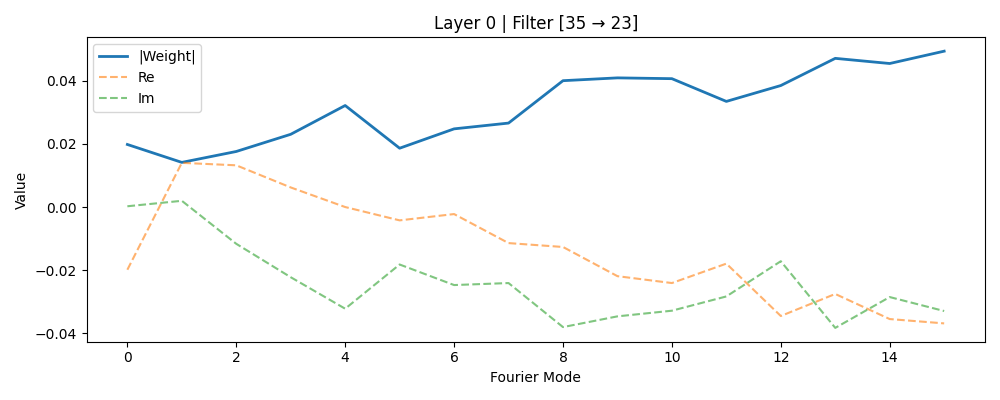 Layer 0 | Filter [35 → 23]
|Weight|
Re
Im
Value
0.04
0.02
0.00
−0.02
−0.04
0 2 4 6 8 10 12 14
Fourier Mode